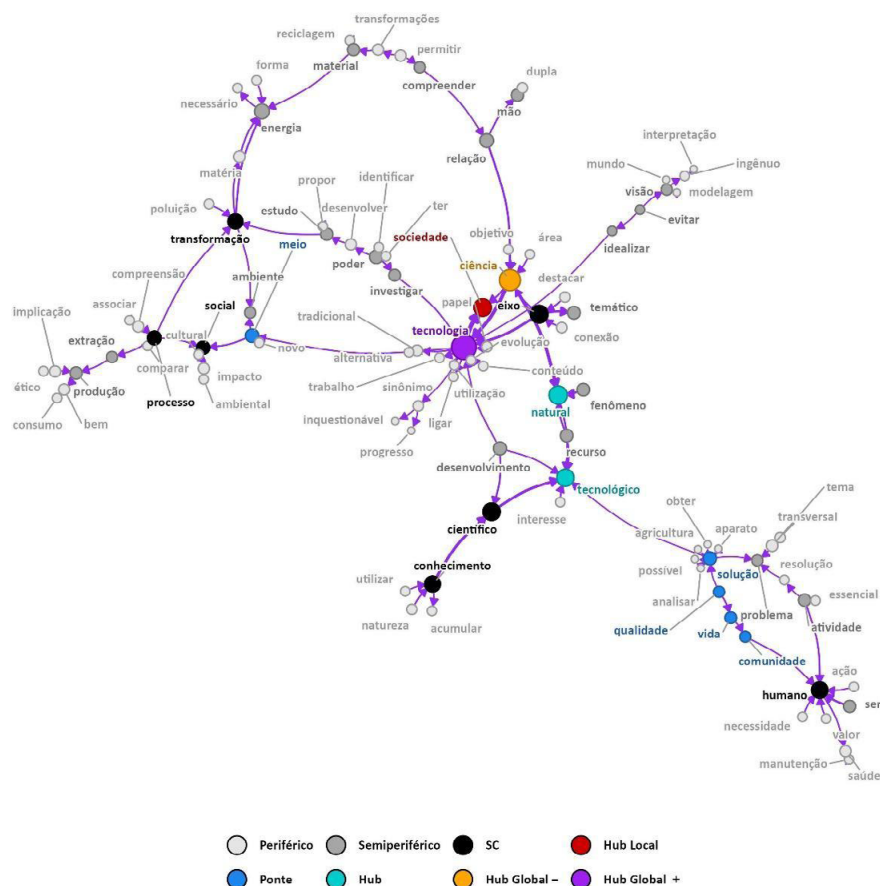 transformações
reciclagem
permitir
material
forma
compreender
dupla
necessário
mão
energia
interpretação
relação
matéria
mundo
ingênuo
identificar
visão
propor
modelagem
poluição
estudo
desenvolver
ter
evitar
transformação
sociedade
objetivo
área
idealizar
meio
poder
ciência
compreensão
ambiente
destacar
investigar
implicação
associar
social
papel
eixo
temático
tradicional
tecnologia
extração
cultural
novo
alternativa
evolução
conexão
comparar
impacto
trabalho
sinônimo
conteúdo
ético
produção
processo
utilização
natural
fenômeno
ambiental
consumo
bem
inquestionável
ligar
progresso
recurso
desenvolvimento
tecnológico
interesse
tema
obter
científico
agricultura
aparato
transversal
conhecimento
possível
solução
resolução
utilizar
analisar
essencial
natureza
acumular
problema
atividade
qualidade
vida
comunidade
ação
humano
ser
necessidade
valor
manutenção
saúde
Periférico Semiperiférico SC Hub Local
Ponte Hub Hub Global – Hub Global +